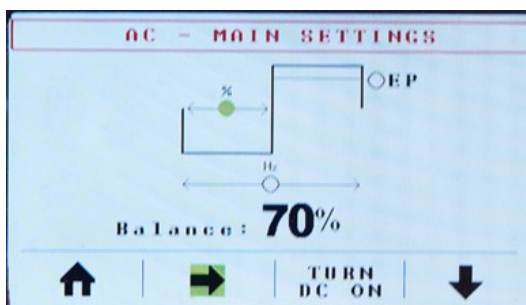 AC - MAIN SETTINGS
%
EP
Hz
Balance: 70%
TURN
DC ON